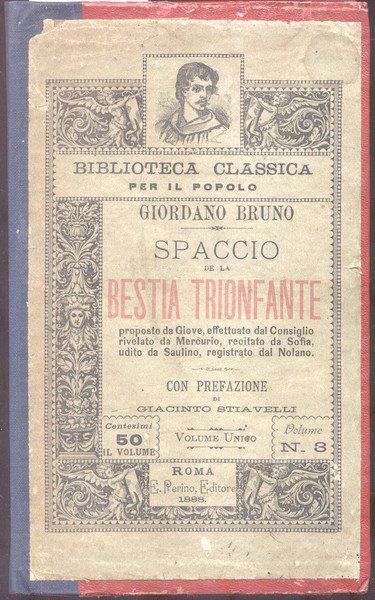 BIBLIOTECA CLASSICA
PER IL POPOLO
GIORDANO BRUNO
SPACCIO
DE LA
BESTIA TRIONFANTE
proposto da Giove, effettuato dal Consiglio
rivelato da Mercurio, recitato da Sofia,
udito da Saulino, registrato dal Nolano.
CON PREFAZIONE
DI
GIACINTO STIAVELLI
Centesimi
50
IL VOLUME
VOLUME UNICO
Volume
N. 3
ROMA
E. Perino, Editore
1888.